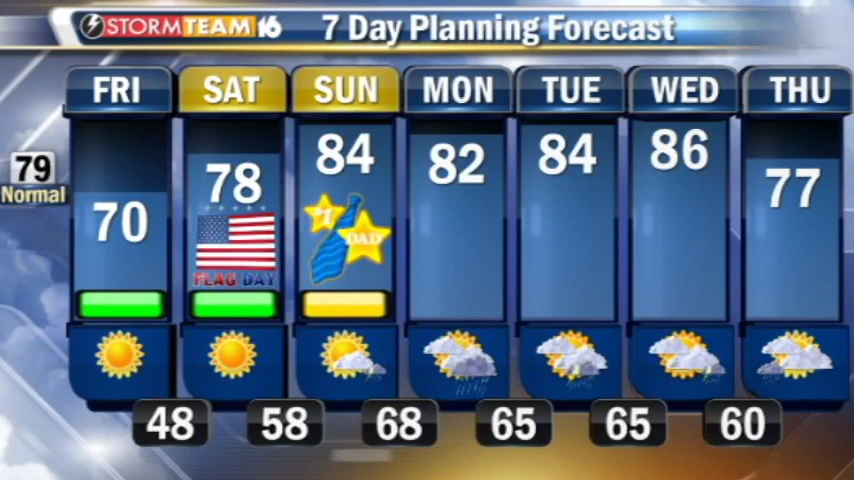 STORMTEAM16 7 Day Planning Forecast
FRI SAT SUN MON TUE WED THU
79
Normal
70 78 84 82 84 86 77
FLAG DAY
#1
DAD
48 58 68 65 65 60